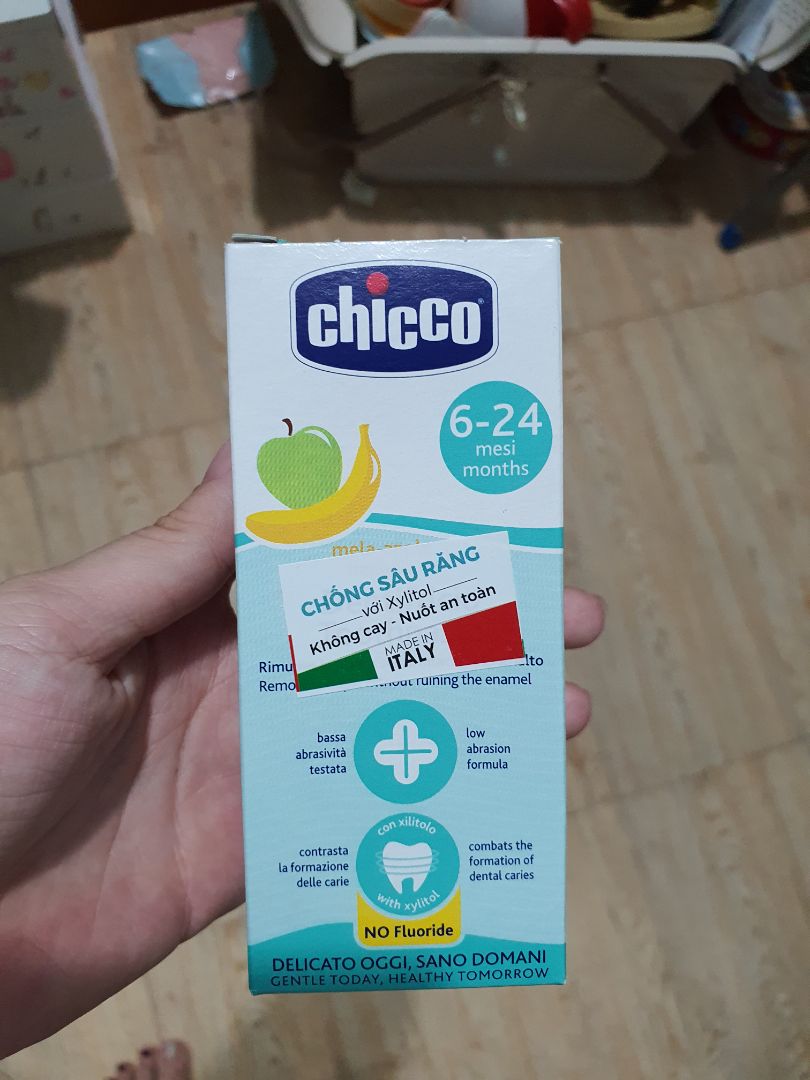 chicco
6-24
mesi
months
CHỐNG SÂU RĂNG
với Xylitol
Không cay - Nuốt an toàn
MADE IN
ITALY
ruining the enamel
bassa
abrasività
testata
low
abrasion
formula
con xilitolo
contrasta
la formazione
delle carie
combats the
formation of
dental caries
with xylitol
NO Fluoride
DELICATO OGGI, SANO DOMANI
GENTLE TODAY, HEALTHY TOMORROW